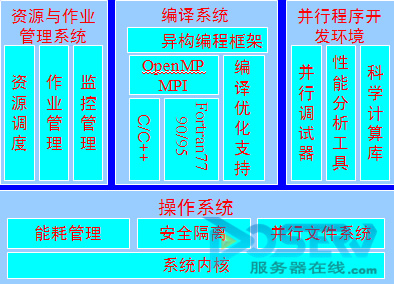 资源与作业
管理系统
资源调度
作业管理
监控管理
编译系统
异构编程框架
OpenMP
MPI
C/C++
Fortran77
90/95
编译优化支持
并行程序开
发环境
并行调试器
性能分析工具
科学计算库
操作系统
能耗管理
安全隔离
并行文件系统
系统内核
DOSERV
服务器在线.com